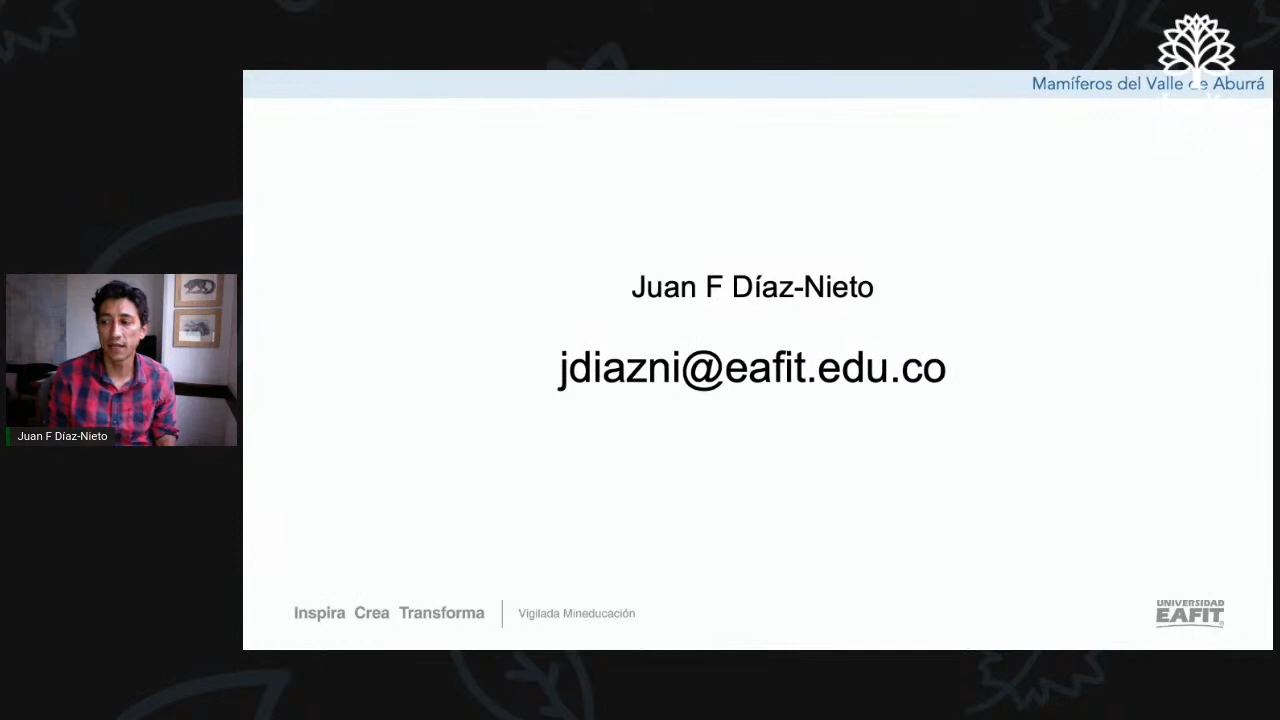 Mamíferos del Valle de Aburrá
Juan F Díaz-Nieto
jdiazni@eafit.edu.co
Juan F Díaz-Nieto
Inspira Crea Transforma
Vigilada Mineducación
UNIVERSIDAD
EAFIT